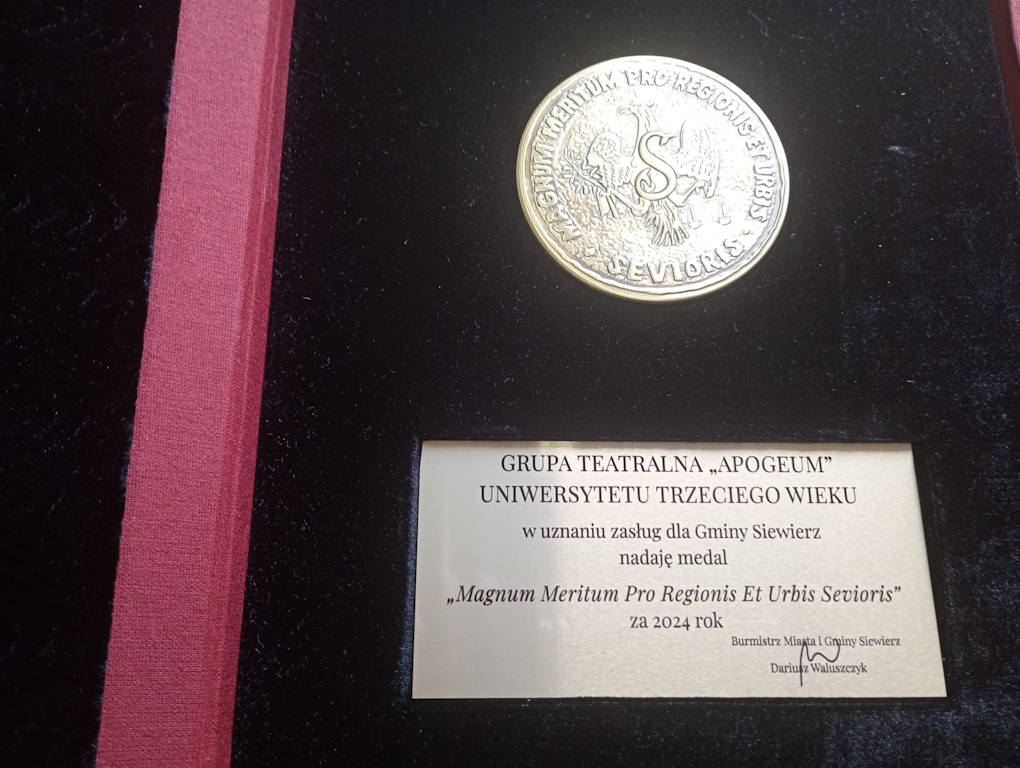 MAGNUM MERITUM PRO REGIONIS ET URBIS
· SEVIORIS ·
S
GRUPA TEATRALNA „APOGEUM”
UNIWERSYTETU TRZECIEGO WIEKU
w uznaniu zasług dla Gminy Siewierz
nadaję medal
„Magnum Meritum Pro Regionis Et Urbis Sevioris”
za 2024 rok
Burmistrz Miasta i Gminy Siewierz
Dariusz Waluszczyk